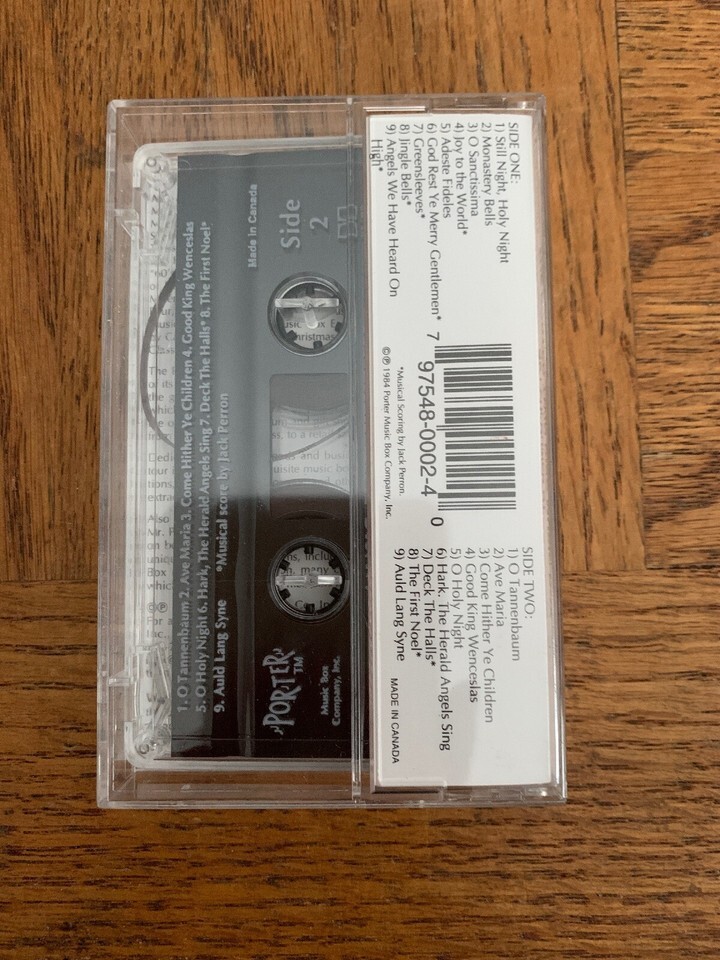 SIDE ONE:
1) Still Night, Holy Night
2) Monastery Bells
3) O Sanctissima
4) Joy to the World*
5) Adeste Fideles
6) God Rest Ye Merry Gentlemen*
7) Greensleeves*
8) Jingle Bells*
9) Angels We Have Heard On
High*
7 97548-0002-4 0
*Musical Scoring by Jack Perron.
©℗ 1984 Porter Music Box Company, Inc.
SIDE TWO:
1) O Tannenbaum
2) Ave Maria
3) Come Hither Ye Children
4) Good King Wenceslas
5) O Holy Night
6) Hark, The Herald Angels Sing
7) Deck The Halls*
8) The First Noel*
9) Auld Lang Syne
MADE IN CANADA
1. O Tannenbaum 2. Ave Maria 3. Come Hither Ye Children 4. Good King Wenceslas
5. O Holy Night 6. Hark, The Herald Angels Sing 7. Deck The Halls* 8. The First Noel*
9. Auld Lang Syne *Musical score by Jack Perron
Made in Canada
Side
2
PORTER™
Music Box
Company, Inc.